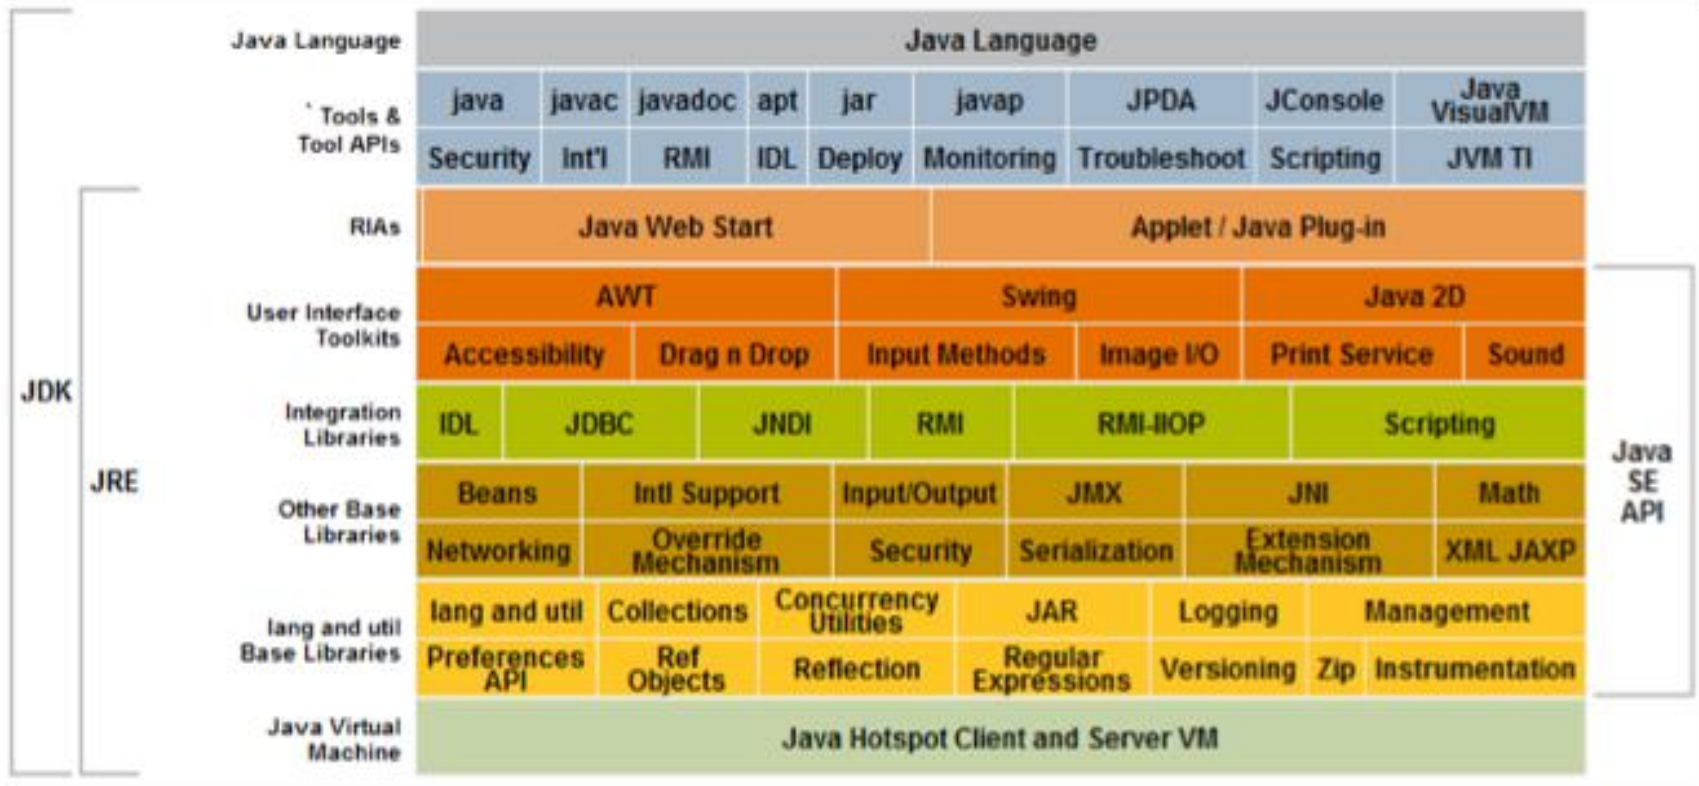 Java Language
Java Language
` Tools &
Tool APIs
java javac javadoc apt jar javap JPDA JConsole Java
VisualVM
Security Int'l RMI IDL Deploy Monitoring Troubleshoot Scripting JVM TI
RIAs
Java Web Start Applet / Java Plug-in
User Interface
Toolkits
AWT Swing Java 2D
Accessibility Drag n Drop Input Methods Image I/O Print Service Sound
JDK
Integration
Libraries
IDL JDBC JNDI RMI RMI-IIOP Scripting
JRE
Other Base
Libraries
Beans Intl Support Input/Output JMX JNI Math
Networking Override
Mechanism Security Serialization Extension
Mechanism XML JAXP
Java
SE
API
lang and util
Base Libraries
lang and util Collections Concurrency
Utilities JAR Logging Management
Preferences
API Ref
Objects Reflection Regular
Expressions Versioning Zip Instrumentation
Java Virtual
Machine
Java Hotspot Client and Server VM